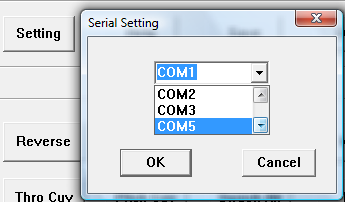 Serial Setting
Setting
COM1
COM2
COM3
COM5
Reverse
OK
Cancel
Thro Cuv